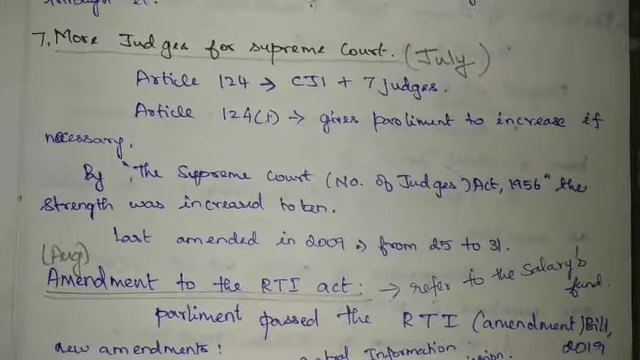 7. More Judges for supreme court. (July)
Article 124 → CJI + 7 judges.
Article 124(1) → gives parliment to increase if
necessary.
By "The Supreme Court (No. of Judges) Act, 1956" the
strength was increased to ten.
Last amended in 2009 → from 25 to 31.
(Aug)
Amendment to the RTI act: → refer to the salary's
fund.
parliment passed the RTI (amendment) Bill,
2019
new amendments: Information